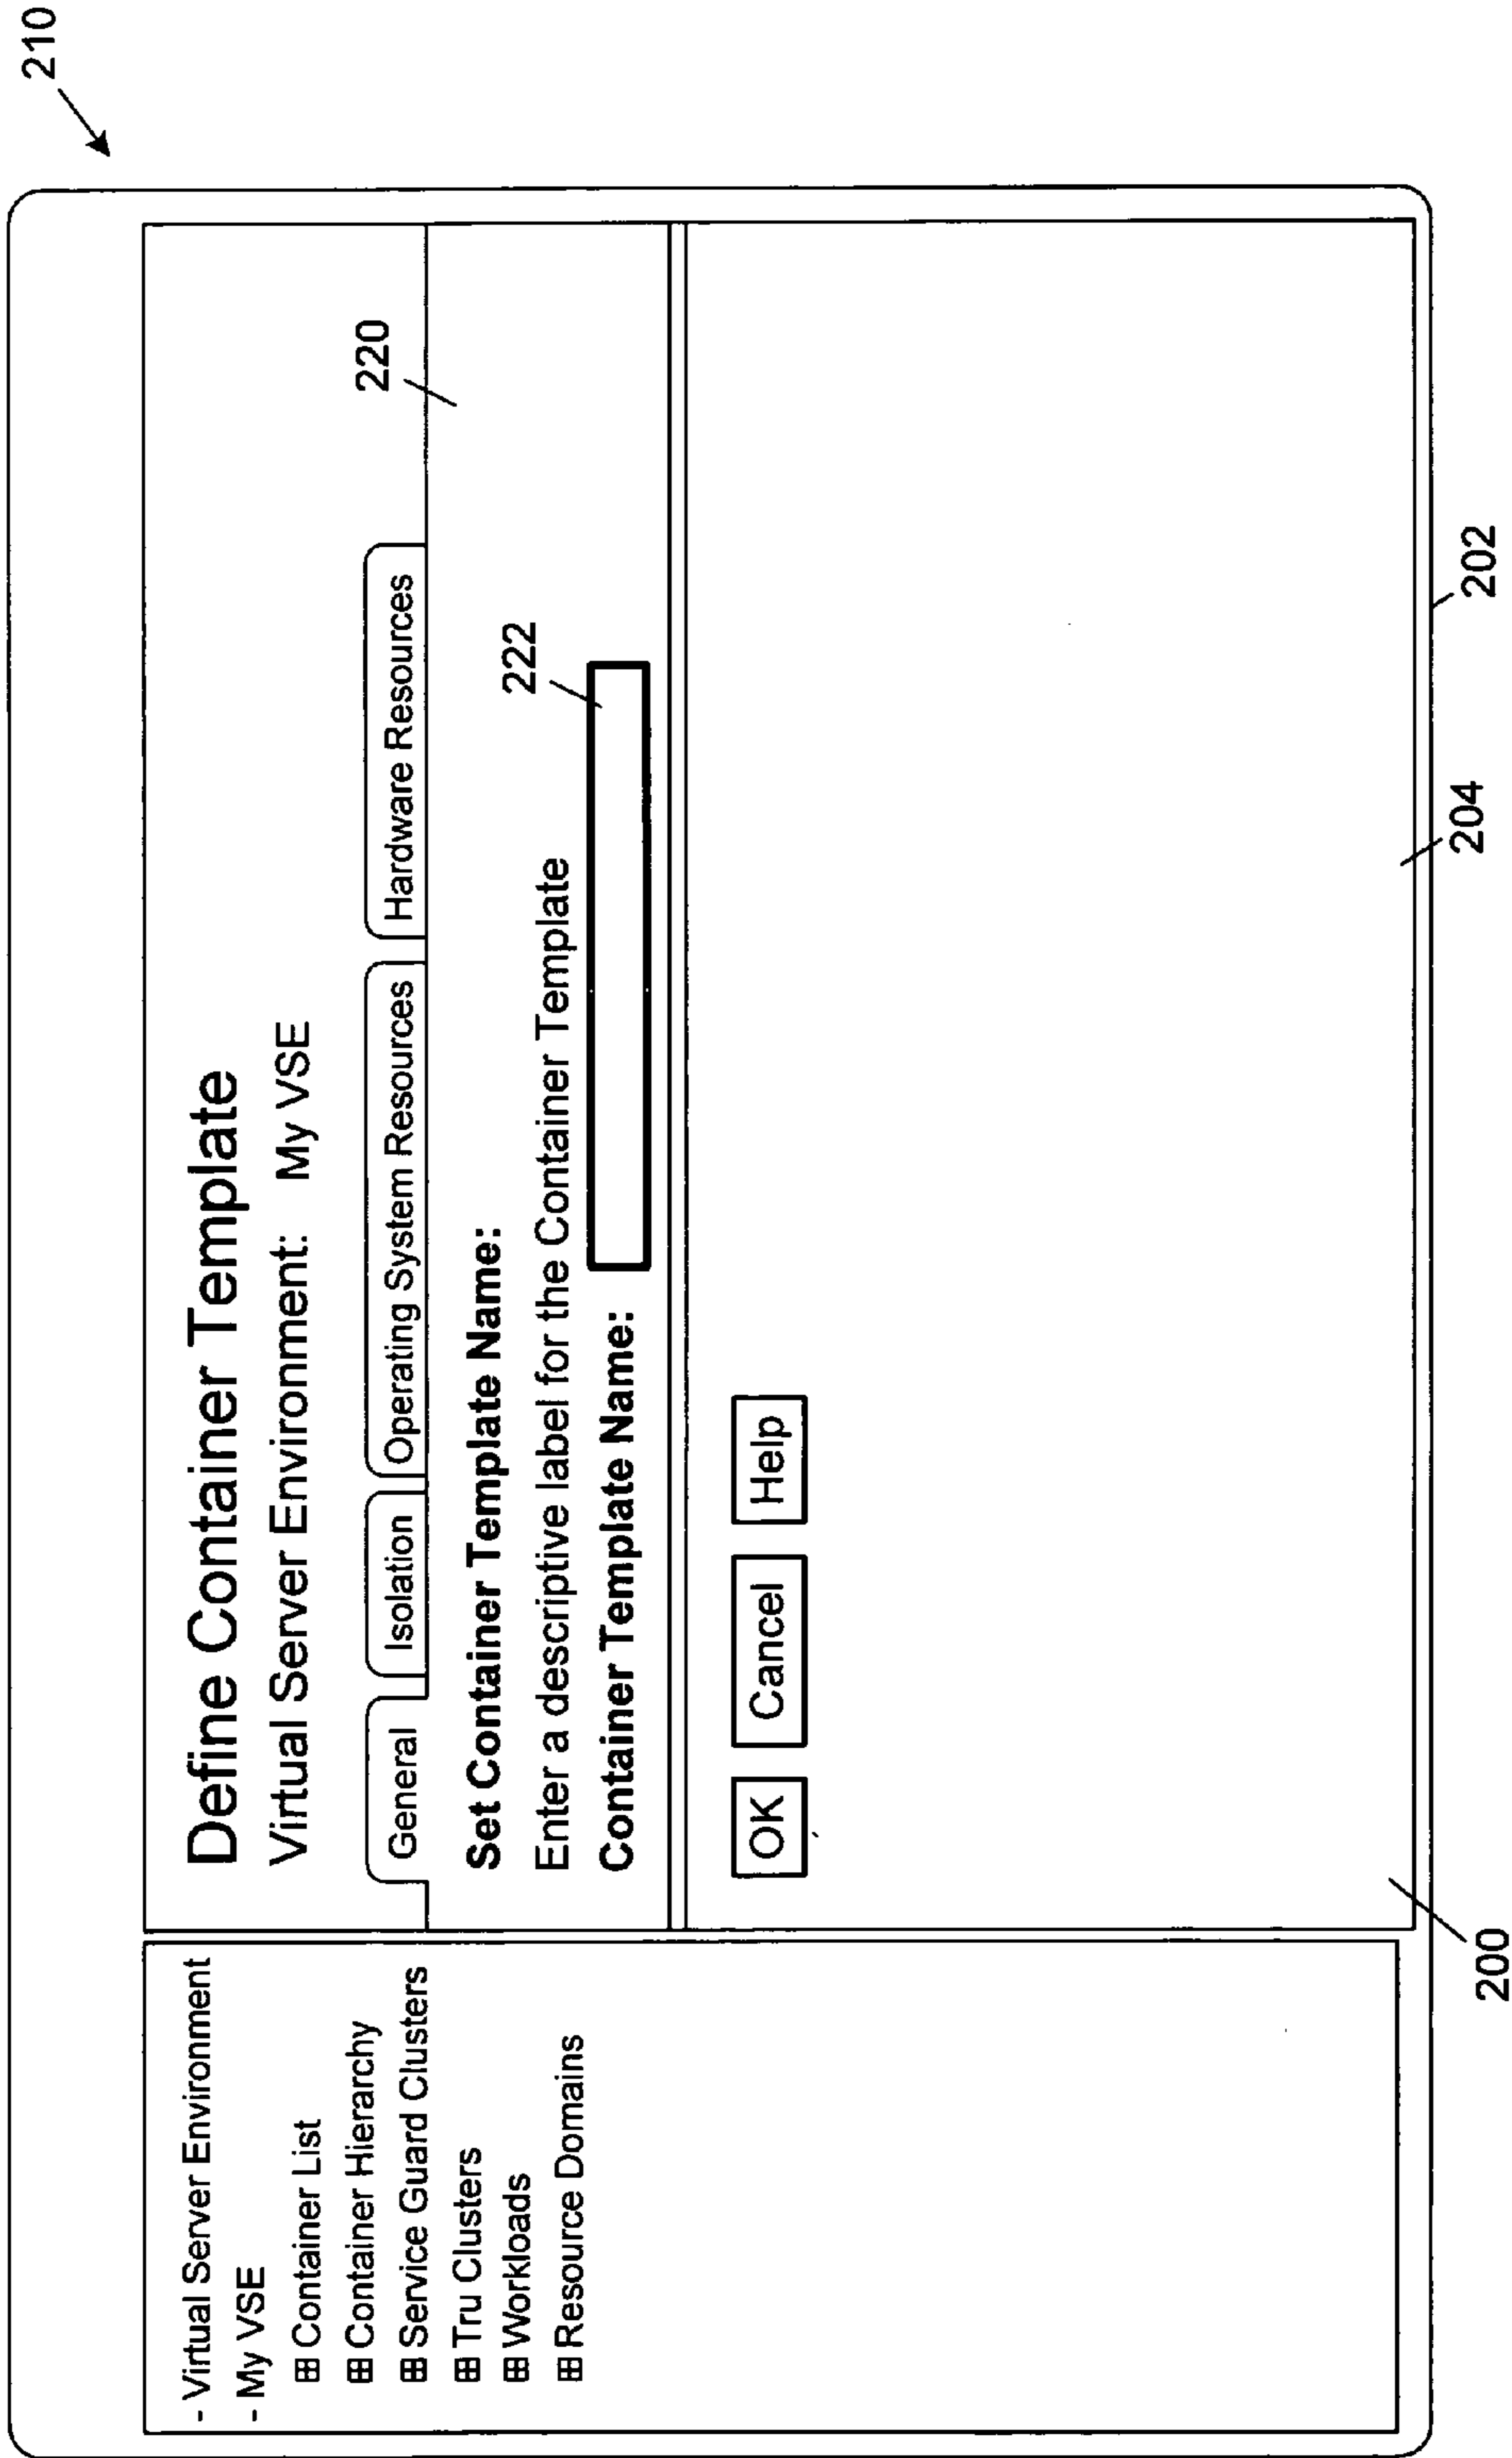 210
- Virtual Server Environment
- My VSE
⊞ Container List
⊞ Container Hierarchy
⊞ Service Guard Clusters
⊞ Tru Clusters
⊞ Workloads
⊞ Resource Domains
Define Container Template
Virtual Server Environment: My VSE
220
General Isolation Operating System Resources Hardware Resources
Set Container Template Name:
222
Enter a descriptive label for the Container Template
Container Template Name:
OK Cancel Help
200
204
202